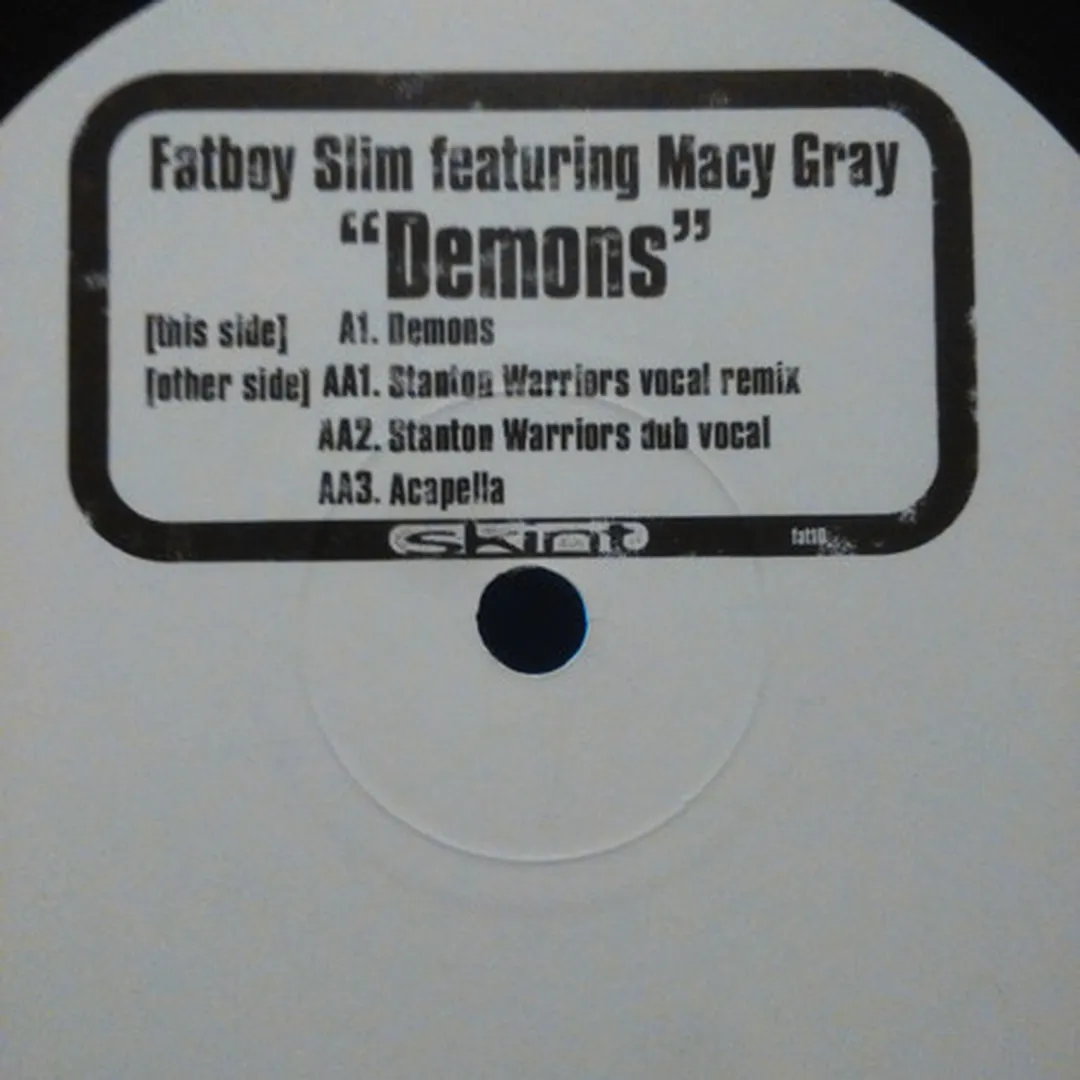 Fatboy Slim featuring Macy Gray
“Demons”
[this side] A1. Demons
[other side] AA1. Stanton Warriors vocal remix
AA2. Stanton Warriors dub vocal
AA3. Acapella
skint